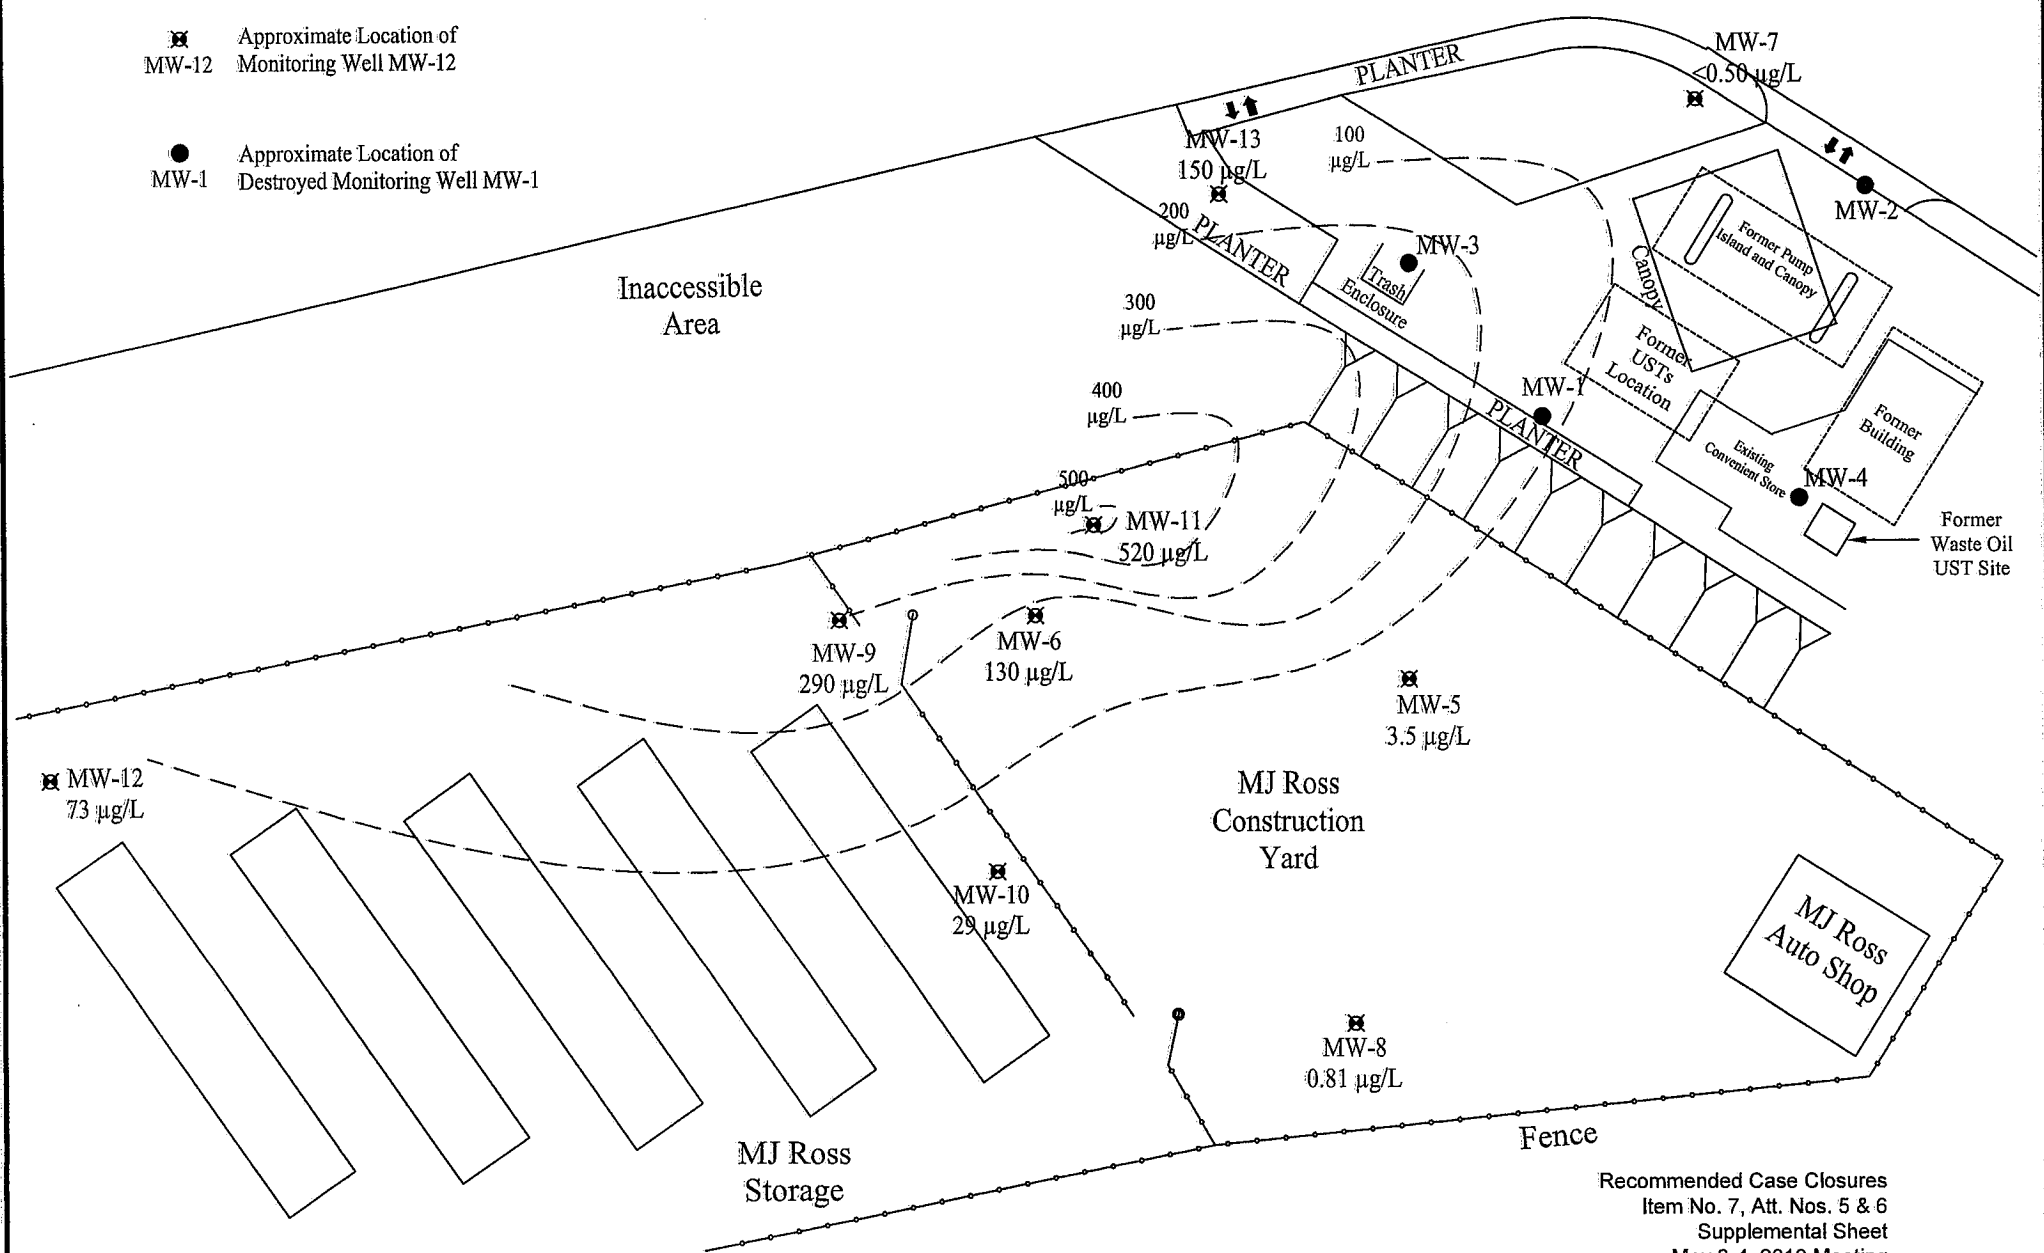 Approximate Location of
MW-12 Monitoring Well MW-12
Approximate Location of
MW-1 Destroyed Monitoring Well MW-1
PLANTER
MW-7
<0.50 µg/L
MW-13
150 µg/L
100
µg/L
MW-2
200
µg/L
PLANTER
MW-3
Trash
Enclosure
Canopy
Former Pump
Island and Canopy
Inaccessible
Area
300
µg/L
Former
USTs
Location
400
µg/L
MW-1
PLANTER
Former
Building
Existing
Convenient Store
MW-4
500
µg/L
MW-11
520 µg/L
Former
Waste Oil
UST Site
MW-9
290 µg/L
MW-6
130 µg/L
MW-5
3.5 µg/L
MW-12
73 µg/L
MJ Ross
Construction
Yard
MW-10
29 µg/L
MJ Ross
Auto Shop
MW-8
0.81 µg/L
Fence
MJ Ross
Storage
Recommended Case Closures
Item No. 7, Att. Nos. 5 & 6
Supplemental Sheet